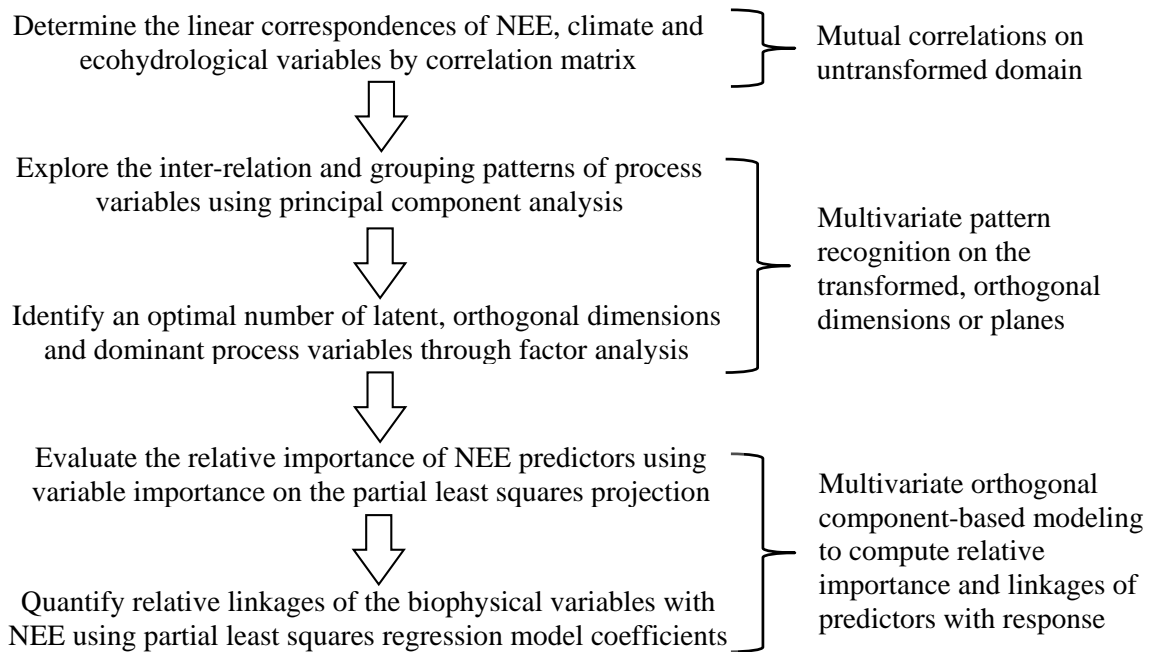 Determine the linear correspondences of NEE, climate and
ecohydrological variables by correlation matrix
Mutual correlations on
untransformed domain
Explore the inter-relation and grouping patterns of process
variables using principal component analysis
Identify an optimal number of latent, orthogonal dimensions
and dominant process variables through factor analysis
Multivariate pattern
recognition on the
transformed, orthogonal
dimensions or planes
Evaluate the relative importance of NEE predictors using
variable importance on the partial least squares projection
Quantify relative linkages of the biophysical variables with
NEE using partial least squares regression model coefficients
Multivariate orthogonal
component-based modeling
to compute relative
importance and linkages of
predictors with response